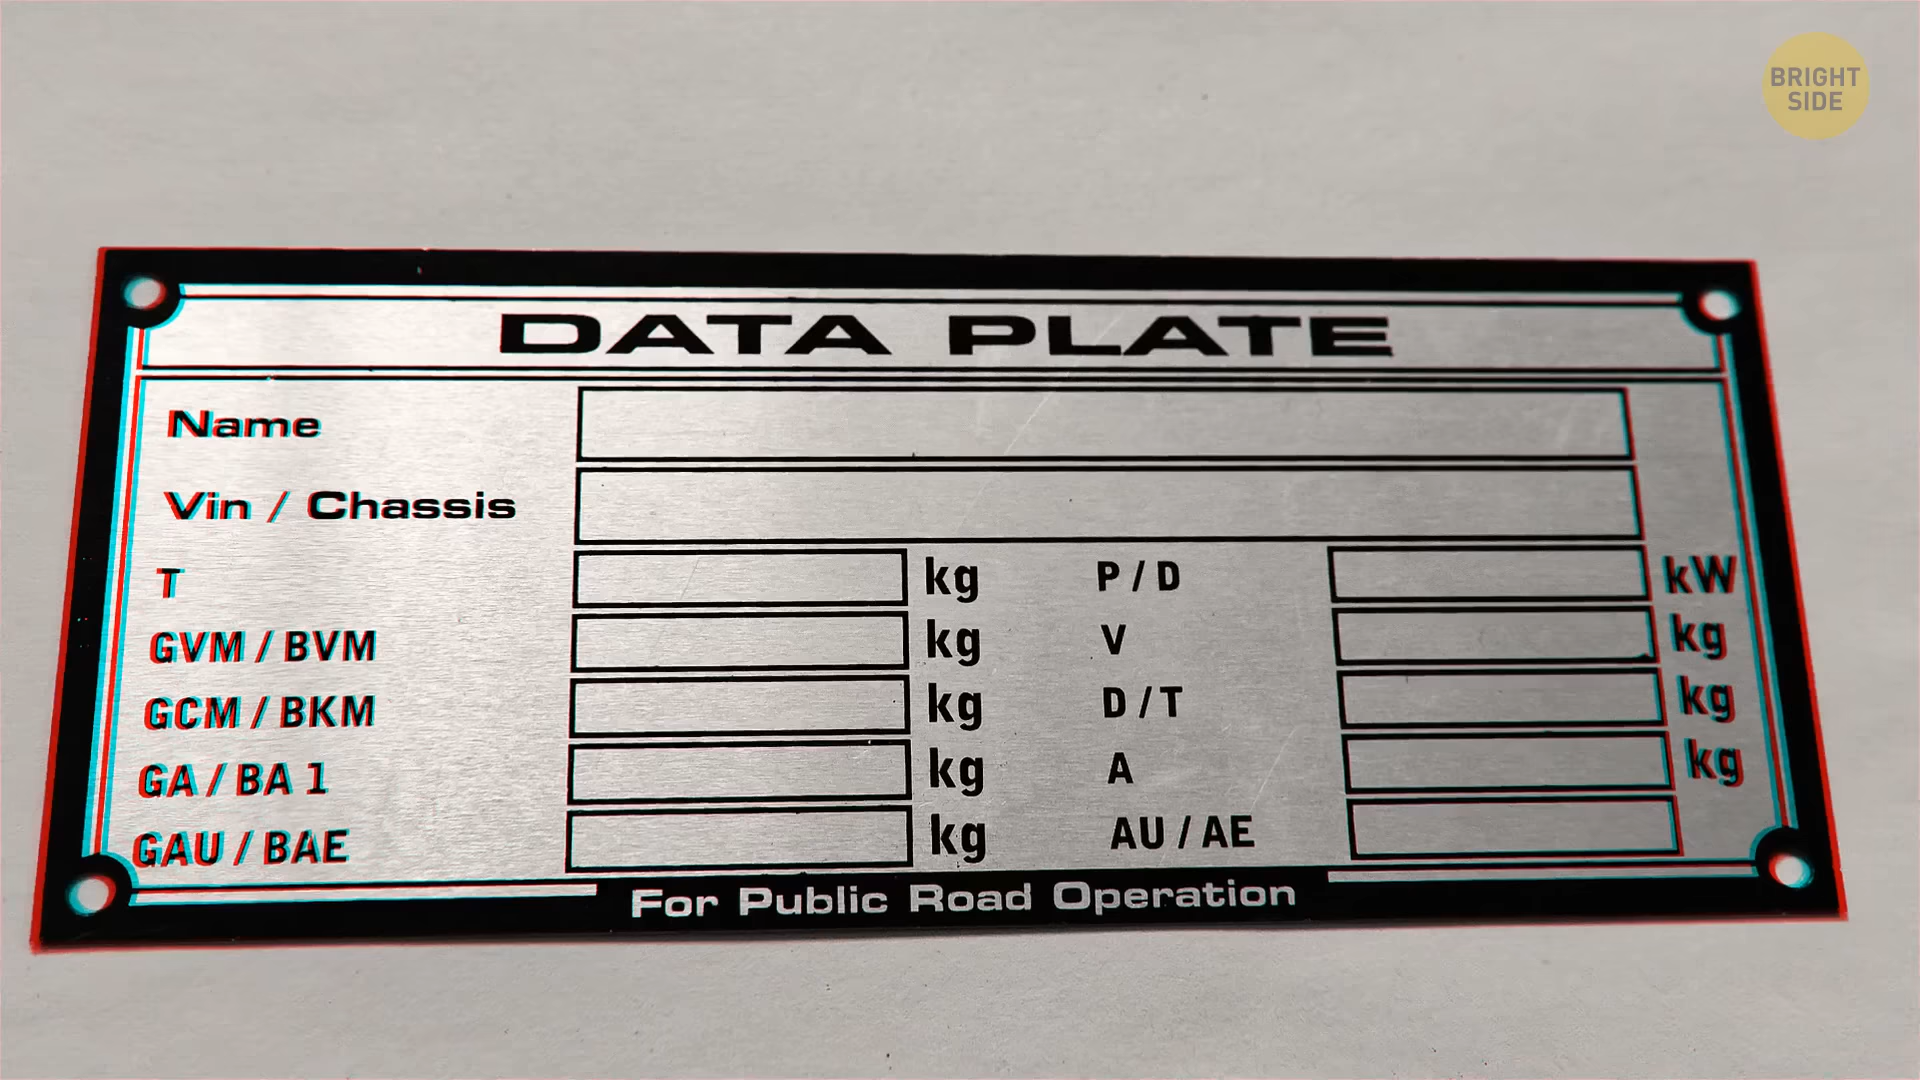 BRIGHT
SIDE
DATA PLATE
Name
Vin / Chassis
T kg P / D kW
GVM / BVM kg V kg
GCM / BKM kg D / T kg
GA / BA 1 kg A kg
GAU / BAE kg AU / AE
For Public Road Operation